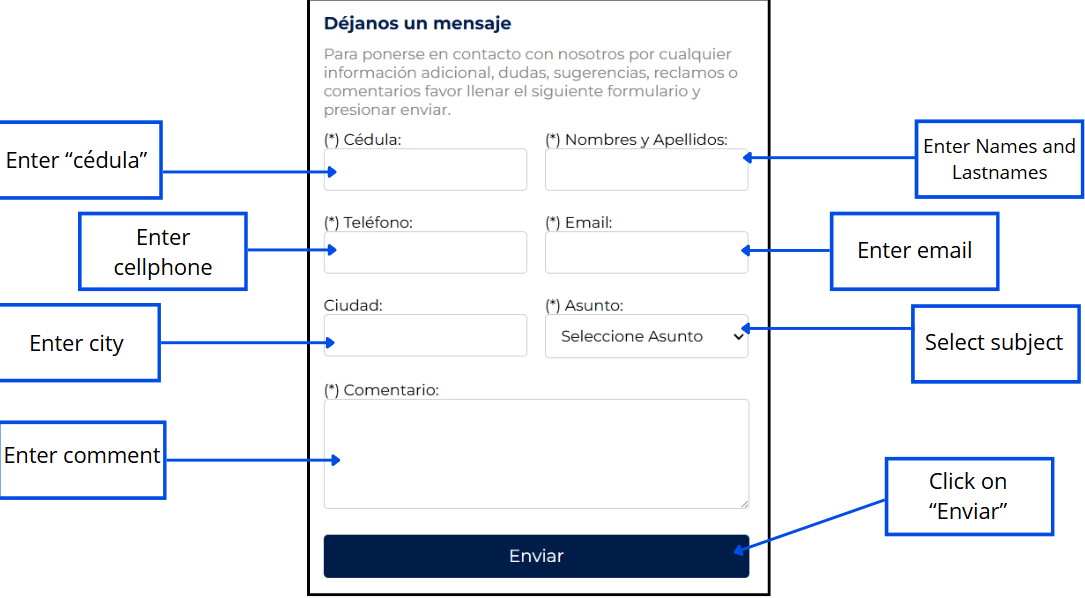 Déjanos un mensaje
Para ponerse en contacto con nosotros por cualquier
información adicional, dudas, sugerencias, reclamos o
comentarios favor llenar el siguiente formulario y
presionar enviar.
(*) Cédula:
(*) Nombres y Apellidos:
Enter “cédula”
Enter Names and
Lastnames
(*) Teléfono:
(*) Email:
Enter
cellphone
Enter email
Ciudad:
(*) Asunto:
Enter city
Seleccione Asunto
Select subject
(*) Comentario:
Enter comment
Click on
“Enviar”
Enviar